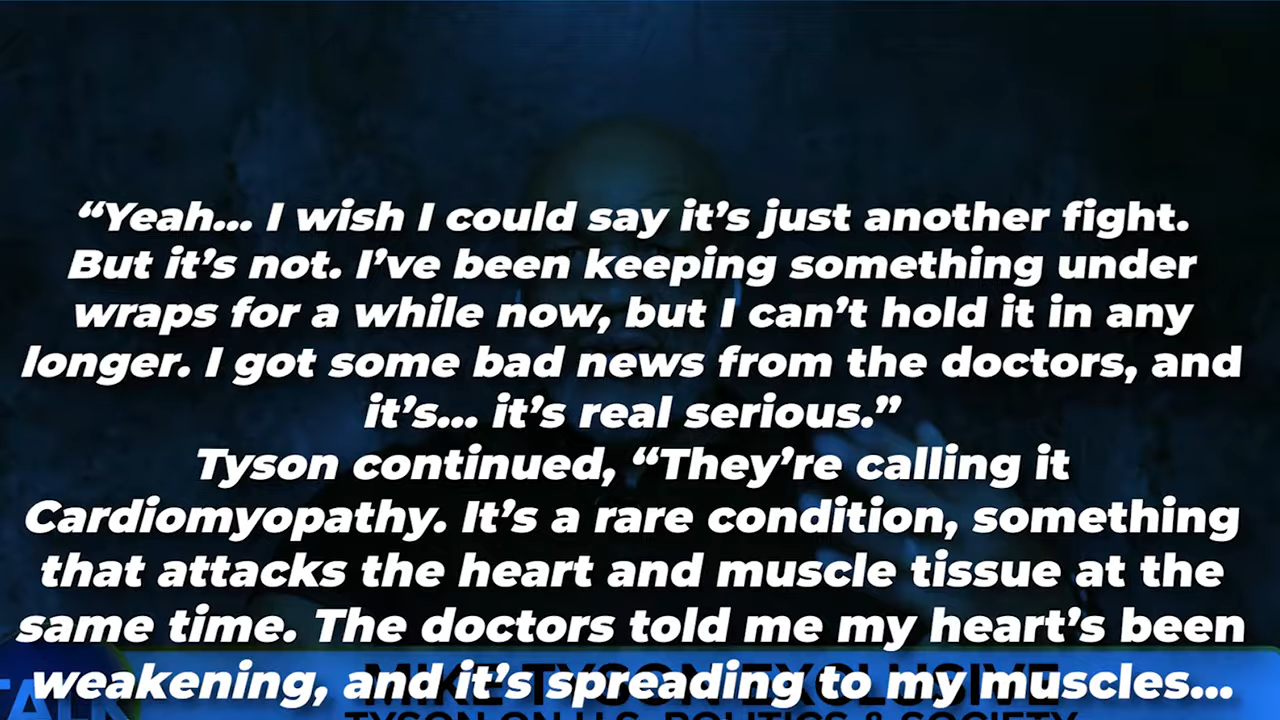 “Yeah... I wish I could say it’s just another fight.
But it’s not. I’ve been keeping something under
wraps for a while now, but I can’t hold it in any
longer. I got some bad news from the doctors, and
it’s... it’s real serious.”
Tyson continued, “They’re calling it
Cardiomyopathy. It’s a rare condition, something
that attacks the heart and muscle tissue at the
same time. The doctors told me my heart’s been
weakening, and it’s spreading to my muscles...
TALK
MIKE TYSON EXCLUSIVE
TYSON ON U.S. POLITICS & SOCIETY